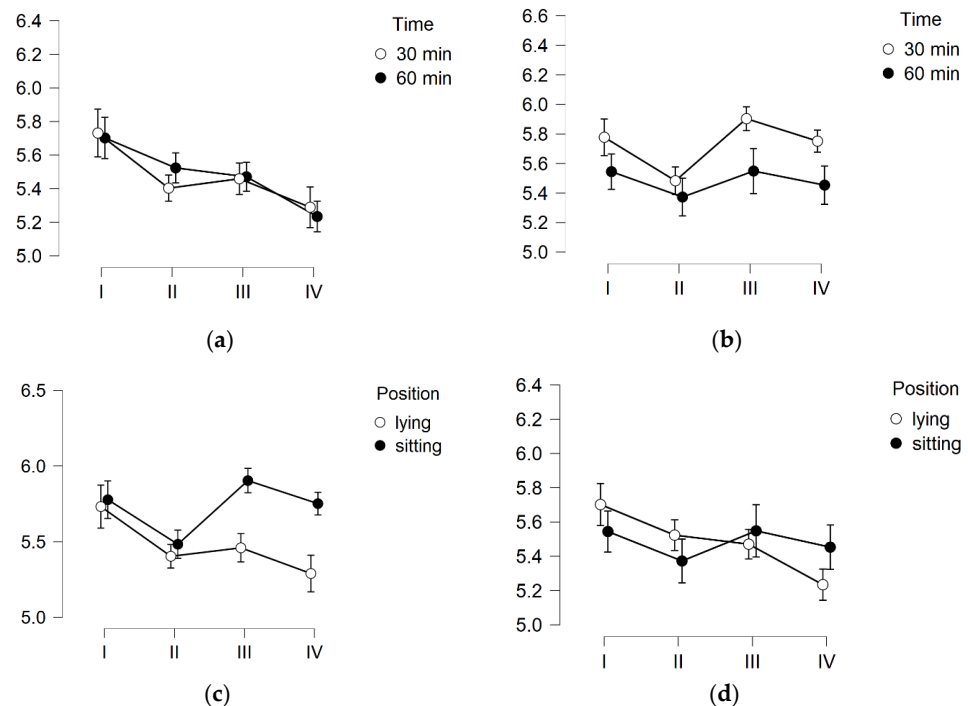 Time
30 min
60 min
6.4
6.2
6.0
5.8
5.6
5.4
5.2
5.0
I II III IV
(a)
Time
30 min
60 min
6.6
6.4
6.2
6.0
5.8
5.6
5.4
5.2
5.0
I II III IV
(b)
Position
lying
sitting
6.5
6.0
5.5
5.0
I II III IV
(c)
Position
lying
sitting
6.4
6.2
6.0
5.8
5.6
5.4
5.2
5.0
I II III IV
(d)